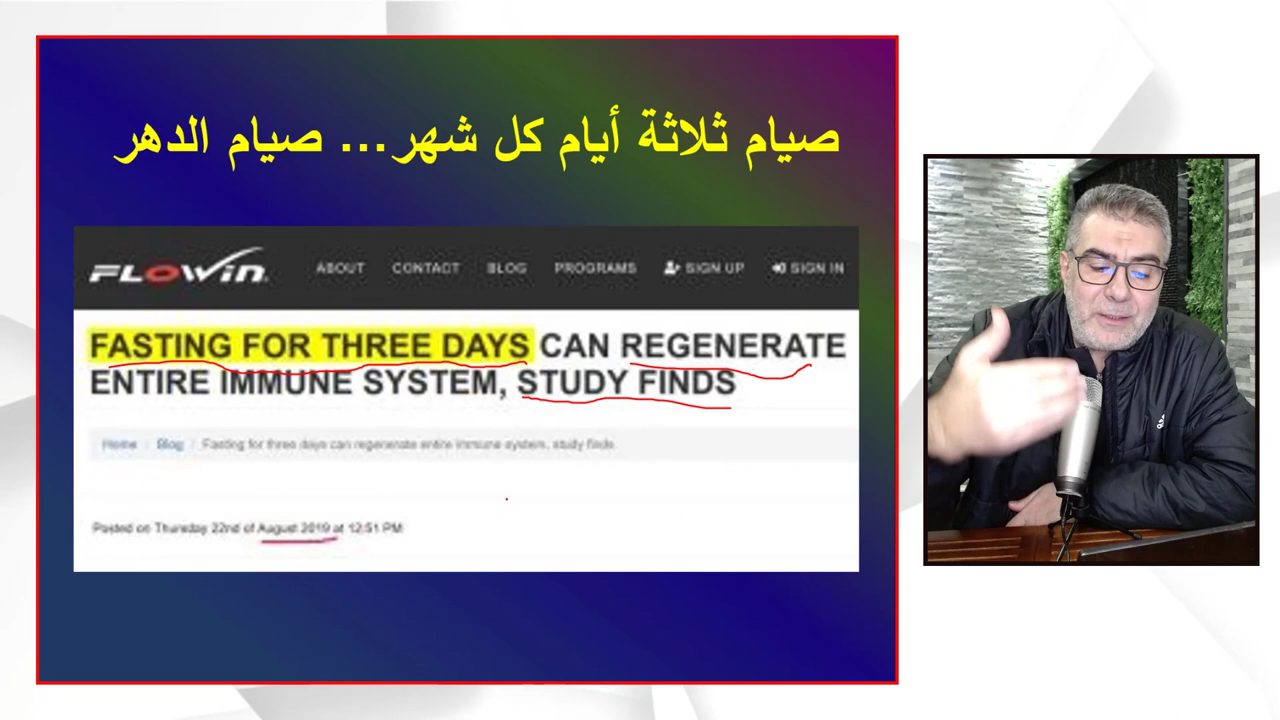 صيام ثلاثة أيام كل شهر... صيام الدهر
FLOWIN ABOUT CONTACT BLOG PROGRAMS SIGN UP SIGN IN
FASTING FOR THREE DAYS CAN REGENERATE
ENTIRE IMMUNE SYSTEM, STUDY FINDS
Home / Blog / Fasting for three days can regenerate entire immune system, study finds.
Posted on Thursday 22nd of August 2019 at 12:51 PM